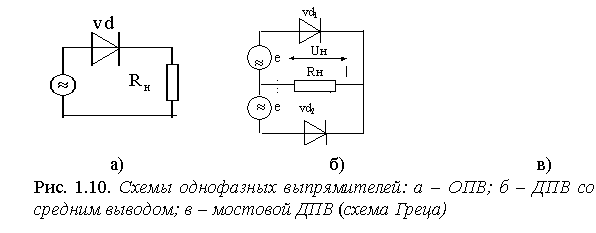 vd
Rн
а)
vd1
e
Uн
Rн
I
e
vd2
б)
в)
Рис. 1.10. Схемы однофазных выпрямителей: а – ОПВ; б – ДПВ со
средним выводом; в – мостовой ДПВ (схема Греца)